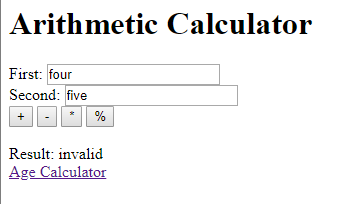 Arithmetic Calculator
First: four
Second: five
+ - * %
Result: invalid
Age Calculator